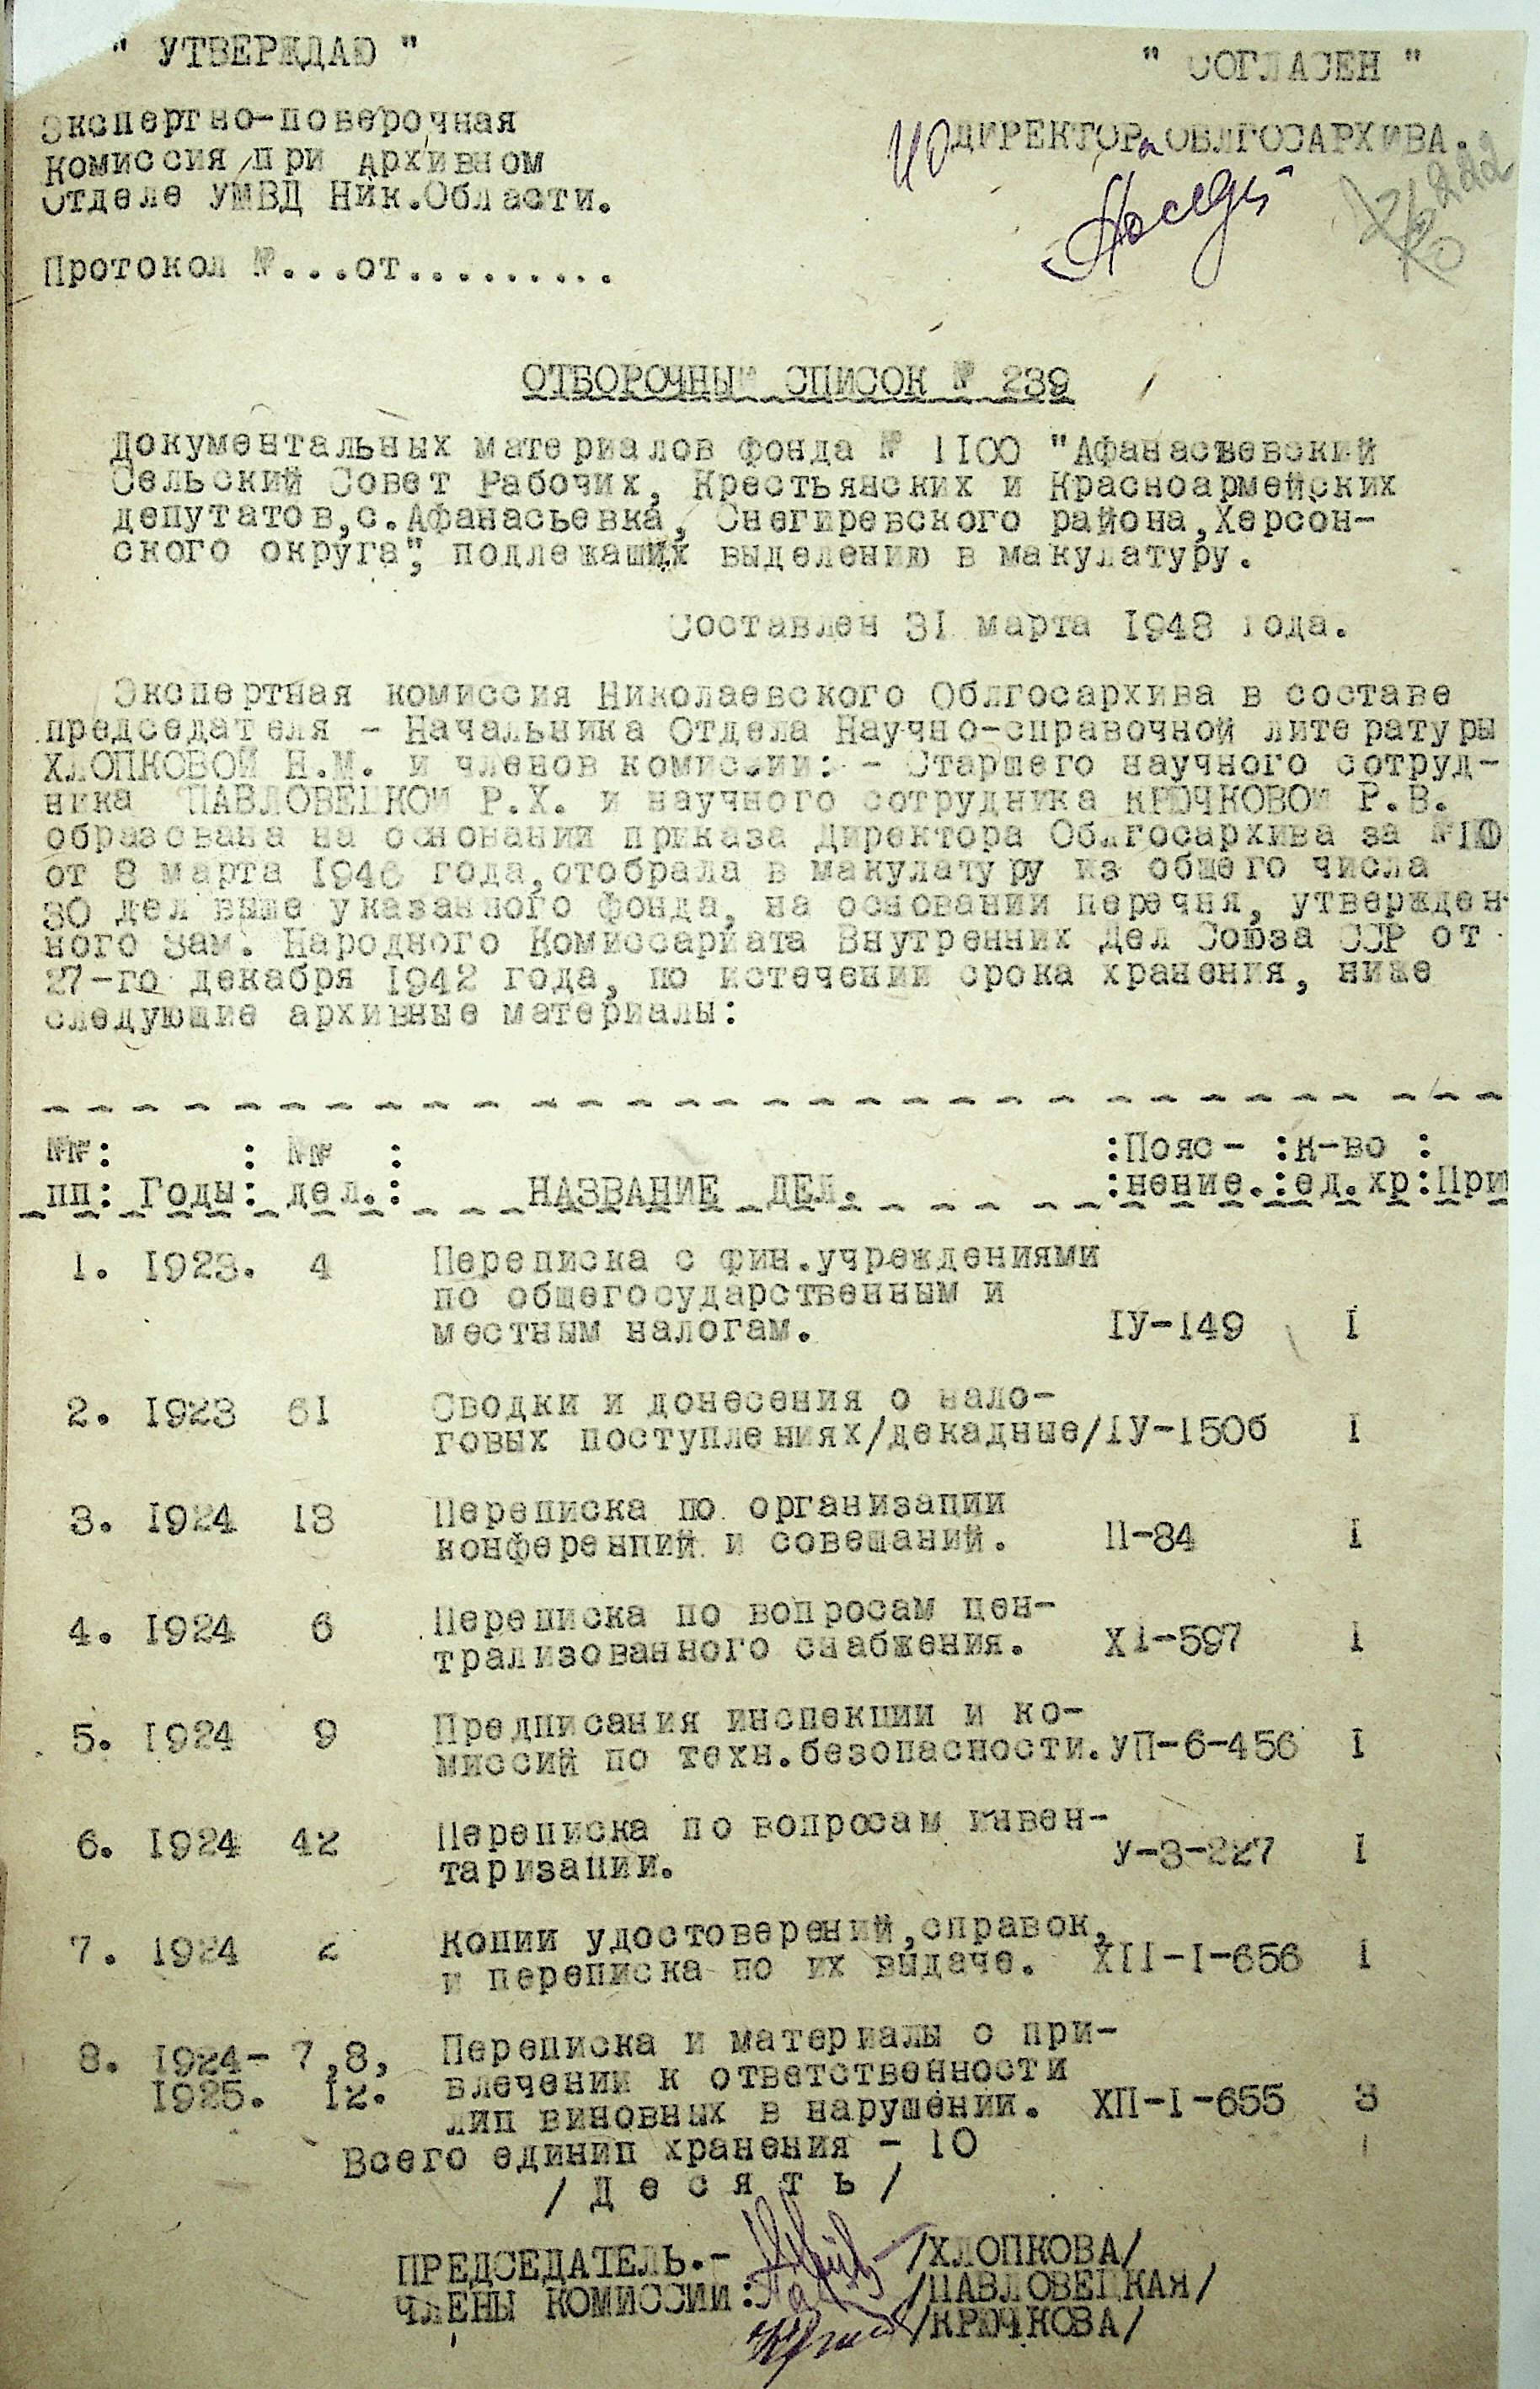 " УТВЕРЖДАЮ "
" СОГЛАСЕН "
Экспертно-поверочная
Комиссия при Архивном
Отделе УМВД Ник.Области.
ИО ДИРЕКТОРа ОБЛГОСАРХИВА.
Протокол №...от.........
ОТБОРОЧНЫЙ СПИСОК № 239
Документальных материалов фонда № 1100 "Афанасьевский
Сельский Совет Рабочих, Крестьянских и Красноармейских
депутатов,с.Афанасьевка, Снегиревского района,Херсон-
ского округа", подлежаших выделению в макулатуру.
Составлен 31 марта 1948 года.
Экспертная комиссия Николаевского Облгосархива в составе
председателя - Начальника Отдела Научно-справочной литературы
ХЛОПКОВОЙ Н.М. и членов комиссии: - Старшего научного сотруд-
ника ПАВЛОВЕЦКОЙ Р.Х. и научного сотрудника КРЮЧКОВОЙ Р.В.
образована на основании приказа Директора Облгосархива за №10
от 8 марта 1946 года,отобрала в макулатуру из общего числа
30 дел выше указанного фонда, на основании перечня, утвержден-
ного Зам. Народного Комиссариата Внутренних Дел Союза ССР от
27-го декабря 1942 года, по истечении срока хранения, ниже
следующие архивные материалы:
№№: : №№ : :Пояс- :к-во :
пп: Годы: дел.: НАЗВАНИЕ ДЕЛ. :нение.:ед.хр:Прим
1. 1923. 4 Переписка с фин.учреждениями
по общегосударственным и
местным налогам. IУ-149 I
2. 1923 61 Сводки и донесения о нало-
говых поступлениях/декадные/IУ-150б I
3. 1924 13 Переписка по организации
конференций и совещаний. II-84 I
4. 1924 6 Переписка по вопросам цен-
трализованного снабжения. XI-597 I
5. 1924 9 Предписания инспекции и ко-
миссий по техн.безопасности.УП-6-456 I
6. 1924 42 Переписка по вопросам инвен-
таризации. У-3-227 I
7. 1924 2 Копии удостоверений,справок,
и переписка по их выдаче. XII-I-656 I
8. 1924- 7,8, Переписка и материалы о при-
1925. 12. влечении к ответственности
лиц виновных в нарушении. XП-I-655 3
Всего единиц хранения - 10
/ Д е с я т ь /
ПРЕДСЕДАТЕЛЬ.- /ХЛОПКОВА/
ЧЛЕНЫ КОМИССИИ: /ПАВЛОВЕЦКАЯ/
/КРЮЧКОВА/